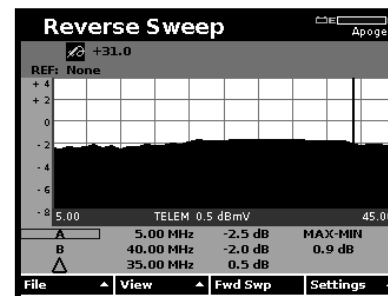 Reverse Sweep
Apoge
+31.0
REF: None
+ 4
+ 2
0
- 2
- 4
- 6
- 8
5.00 TELEM 0.5 dBmV 45.0
A 5.00 MHz -2.5 dB MAX-MIN
B 40.00 MHz -2.0 dB 0.9 dB
Δ 35.00 MHz 0.5 dB
File View Fwd Swp Settings